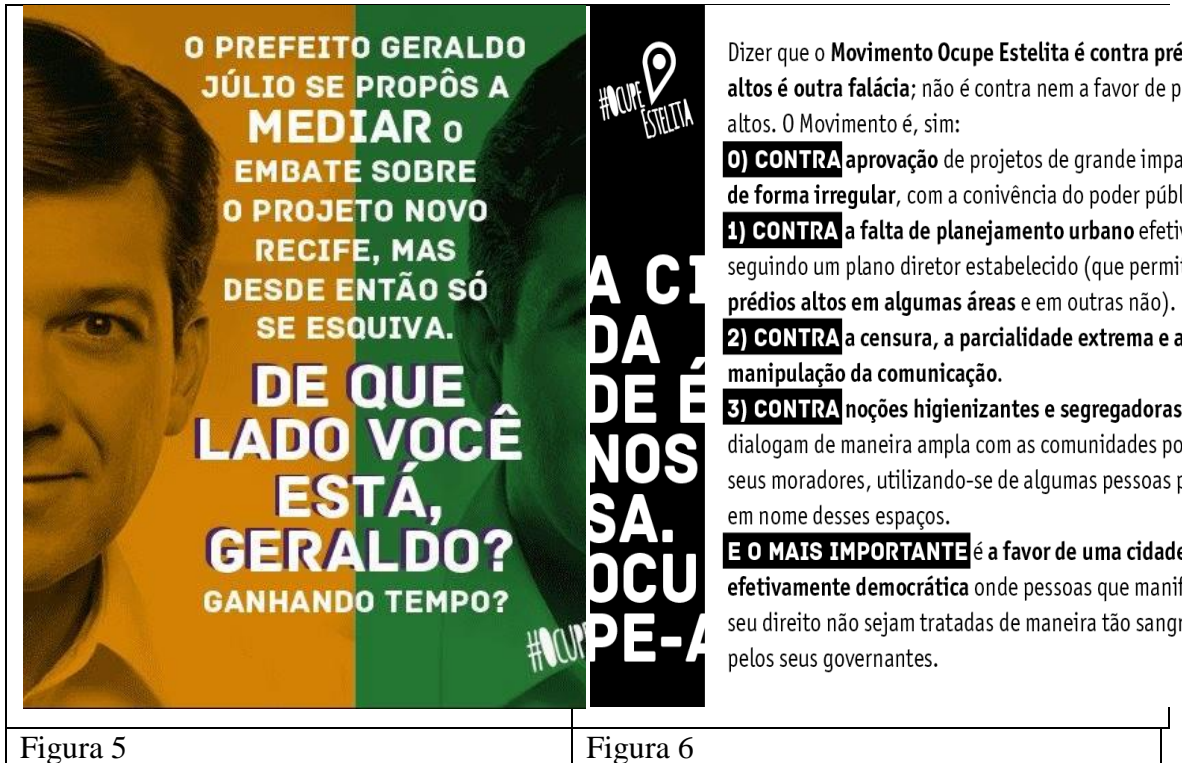 O PREFEITO GERALDO
JÚLIO SE PROPÔS A
MEDIAR O
EMBATE SOBRE
O PROJETO NOVO
RECIFE, MAS
DESDE ENTÃO SÓ
SE ESQUIVA.
DE QUE
LADO VOCÊ
ESTÁ,
GERALDO?
GANHANDO TEMPO?
#OCUP
#OCUPE
ESTELITA
A CI
DA
DE É
NOS
SA.
OCU
PE-A
Dizer que o Movimento Ocupe Estelita é contra pré
altos é outra falácia; não é contra nem a favor de p
altos. O Movimento é, sim:
0) CONTRA aprovação de projetos de grande impa
de forma irregular, com a conivência do poder públ
1) CONTRA a falta de planejamento urbano efetiv
seguindo um plano diretor estabelecido (que permi
prédios altos em algumas áreas e em outras não).
2) CONTRA a censura, a parcialidade extrema e a
manipulação da comunicação.
3) CONTRA noções higienizantes e segregadoras
dialogam de maneira ampla com as comunidades po
seus moradores, utilizando-se de algumas pessoas p
em nome desses espaços.
E O MAIS IMPORTANTE é a favor de uma cidade
efetivamente democrática onde pessoas que manif
seu direito não sejam tratadas de maneira tão sangr
pelos seus governantes.
Figura 5
Figura 6